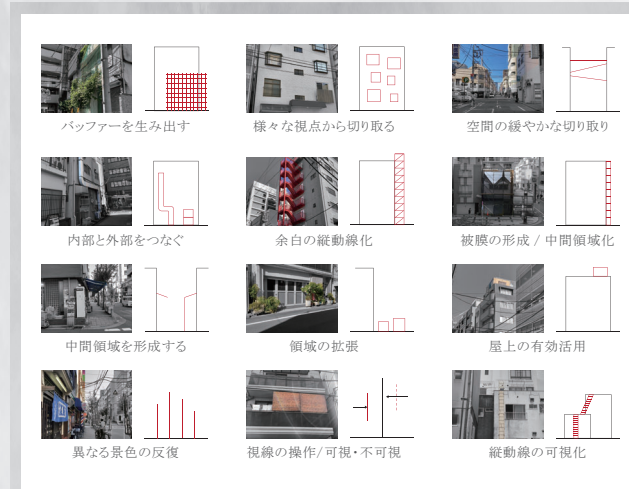 バッファーを生み出す
様々な視点から切り取る
空間の緩やかな切り取り
内部と外部をつなぐ
余白の縦動線化
被膜の形成 / 中間領域化
中間領域を形成する
領域の拡張
屋上の有効活用
異なる景色の反復
視線の操作/可視・不可視
縦動線の可視化